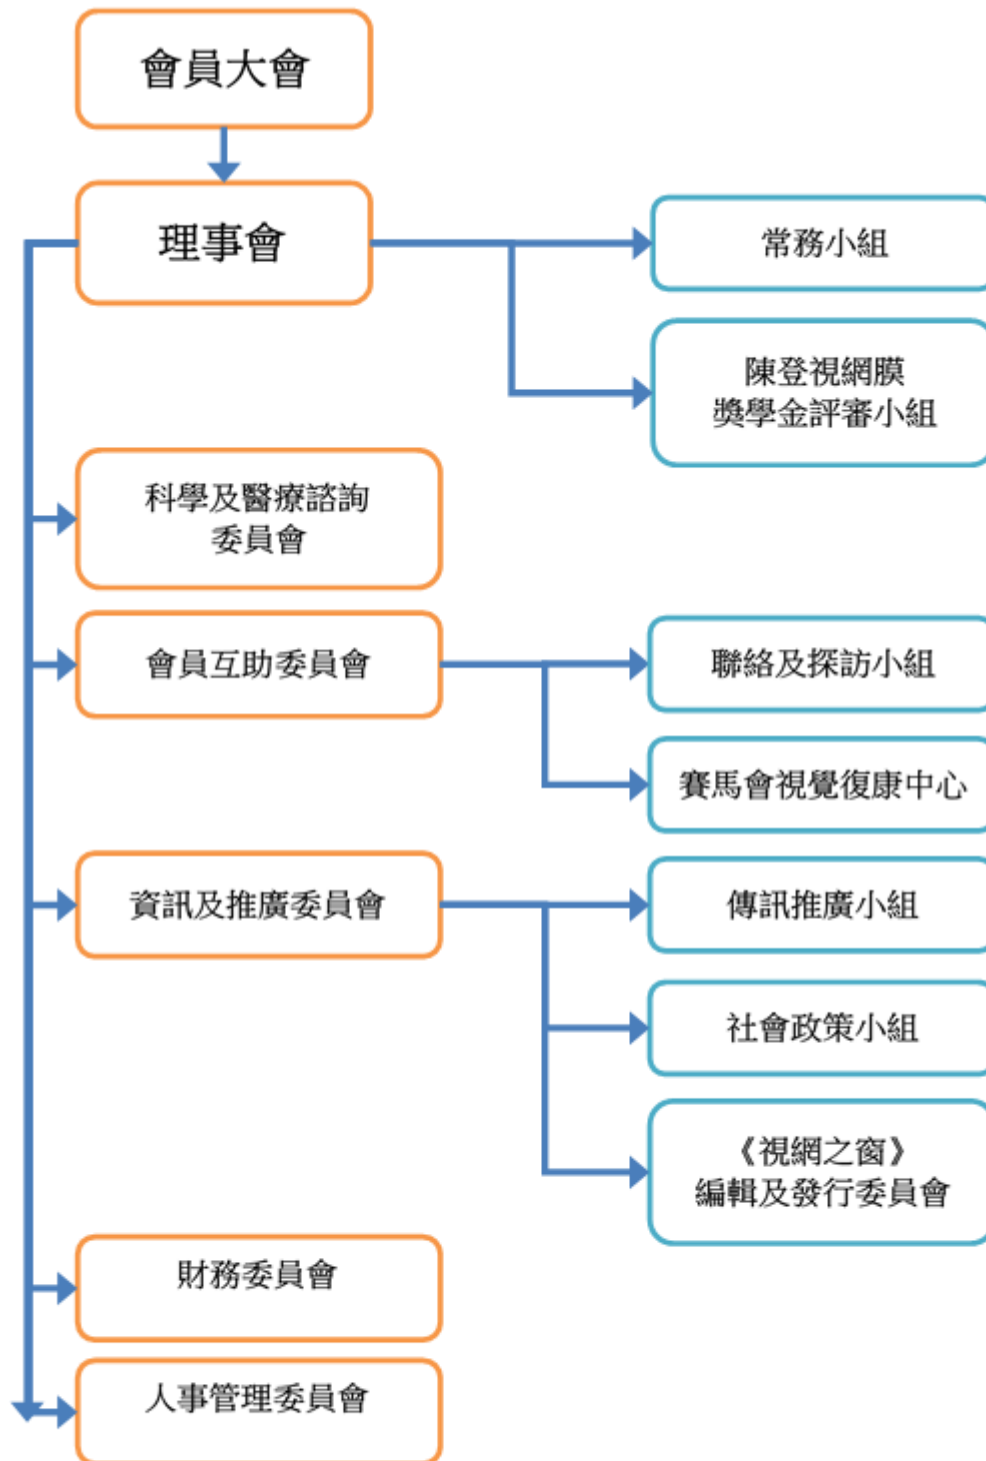 會員大會
理事會
常務小組
陳登視網膜
獎學金評審小組
科學及醫療諮詢
委員會
會員互助委員會
聯絡及探訪小組
賽馬會視覺復康中心
資訊及推廣委員會
傳訊推廣小組
社會政策小組
《視網之窗》
編輯及發行委員會
財務委員會
人事管理委員會